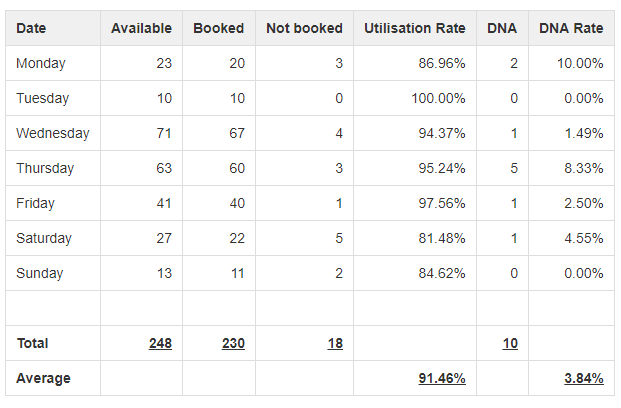 Date Available Booked Not booked Utilisation Rate DNA DNA Rate
Monday 23 20 3 86.96% 2 10.00%
Tuesday 10 10 0 100.00% 0 0.00%
Wednesday 71 67 4 94.37% 1 1.49%
Thursday 63 60 3 95.24% 5 8.33%
Friday 41 40 1 97.56% 1 2.50%
Saturday 27 22 5 81.48% 1 4.55%
Sunday 13 11 2 84.62% 0 0.00%
Total 248 230 18 10
Average 91.46% 3.84%